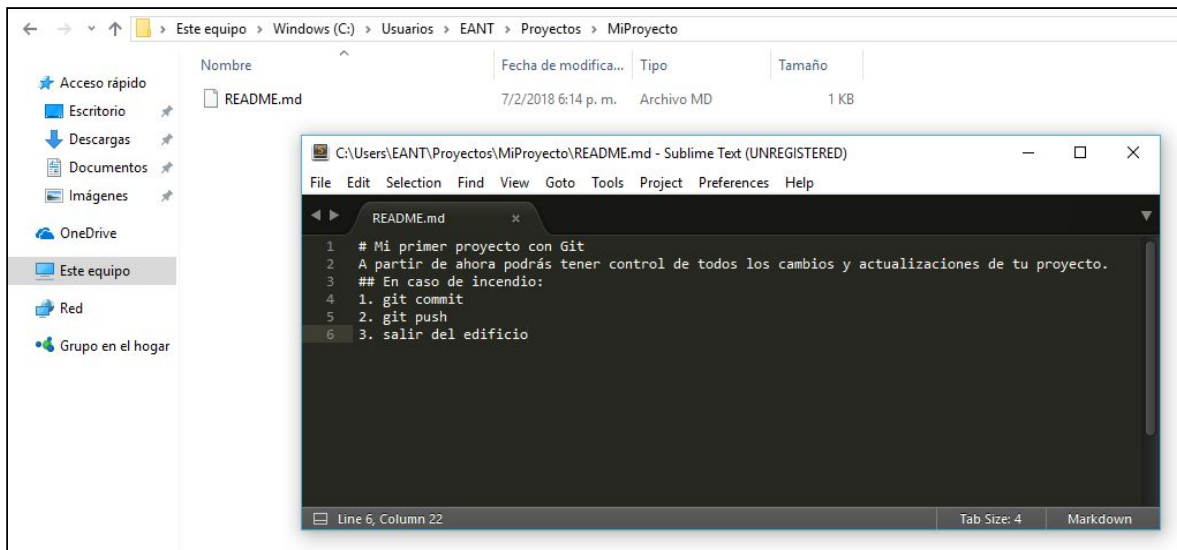 Este equipo > Windows (C:) > Usuarios > EANT > Proyectos > MiProyecto
Nombre Fecha de modifica... Tipo Tamaño
Acceso rápido
Escritorio
Descargas
Documentos
Imágenes
OneDrive
Este equipo
Red
Grupo en el hogar
README.md 7/2/2018 6:14 p. m. Archivo MD 1 KB
C:\Users\EANT\Proyectos\MiProyecto\README.md - Sublime Text (UNREGISTERED)
File Edit Selection Find View Goto Tools Project Preferences Help
README.md
1 # Mi primer proyecto con Git
2 A partir de ahora podrás tener control de todos los cambios y actualizaciones de tu proyecto.
3 ## En caso de incendio:
4 1. git commit
5 2. git push
6 3. salir del edificio
Line 6, Column 22 Tab Size: 4 Markdown